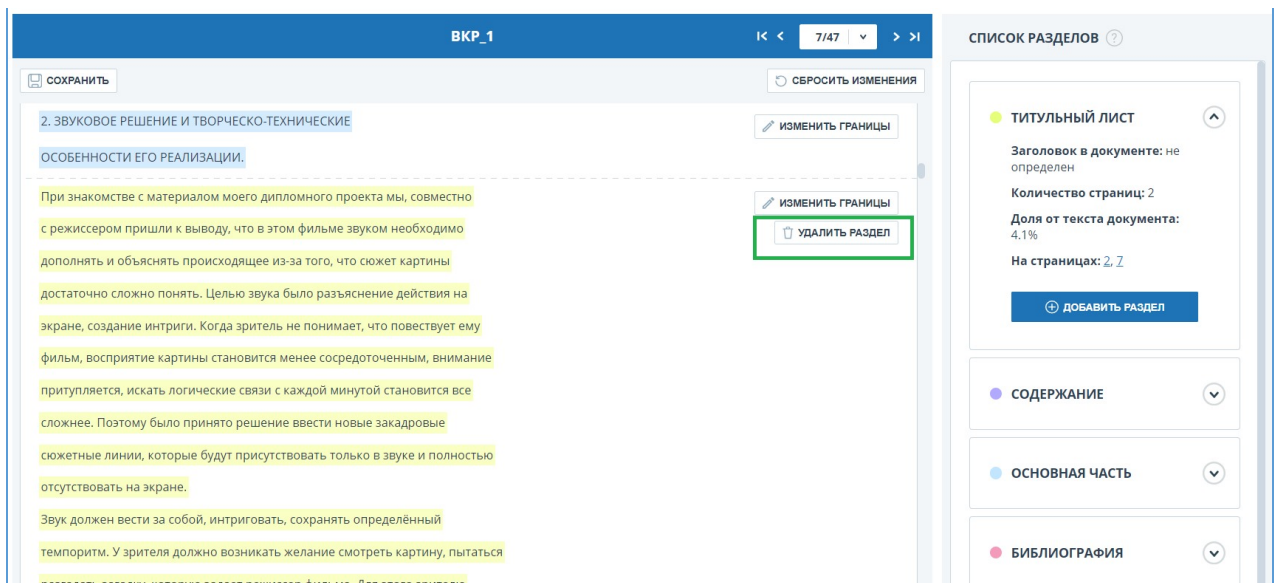 ВКР_1
7/47
СПИСОК РАЗДЕЛОВ ?
СОХРАНИТЬ
СБРОСИТЬ ИЗМЕНЕНИЯ
2. ЗВУКОВОЕ РЕШЕНИЕ И ТВОРЧЕСКО-ТЕХНИЧЕСКИЕ
ИЗМЕНИТЬ ГРАНИЦЫ
ОСОБЕННОСТИ ЕГО РЕАЛИЗАЦИИ.
При знакомстве с материалом моего дипломного проекта мы, совместно
ИЗМЕНИТЬ ГРАНИЦЫ
с режиссером пришли к выводу, что в этом фильме звуком необходимо
УДАЛИТЬ РАЗДЕЛ
дополнять и объяснять происходящее из-за того, что сюжет картины
достаточно сложно понять. Целью звука было разъяснение действия на
экране, создание интриги. Когда зритель не понимает, что повествует ему
фильм, восприятие картины становится менее сосредоточенным, внимание
притупляется, искать логические связи с каждой минутой становится все
сложнее. Поэтому было принято решение ввести новые закадровые
сюжетные линии, которые будут присутствовать только в звуке и полностью
отсутствовать на экране.
Звук должен вести за собой, интриговать, сохранять определённый
темпоритм. У зрителя должно возникать желание смотреть картину, пытаться
ТИТУЛЬНЫЙ ЛИСТ
Заголовок в документе: не
определен
Количество страниц: 2
Доля от текста документа:
4.1%
На страницах: 2, 7
ДОБАВИТЬ РАЗДЕЛ
СОДЕРЖАНИЕ
ОСНОВНАЯ ЧАСТЬ
БИБЛИОГРАФИЯ